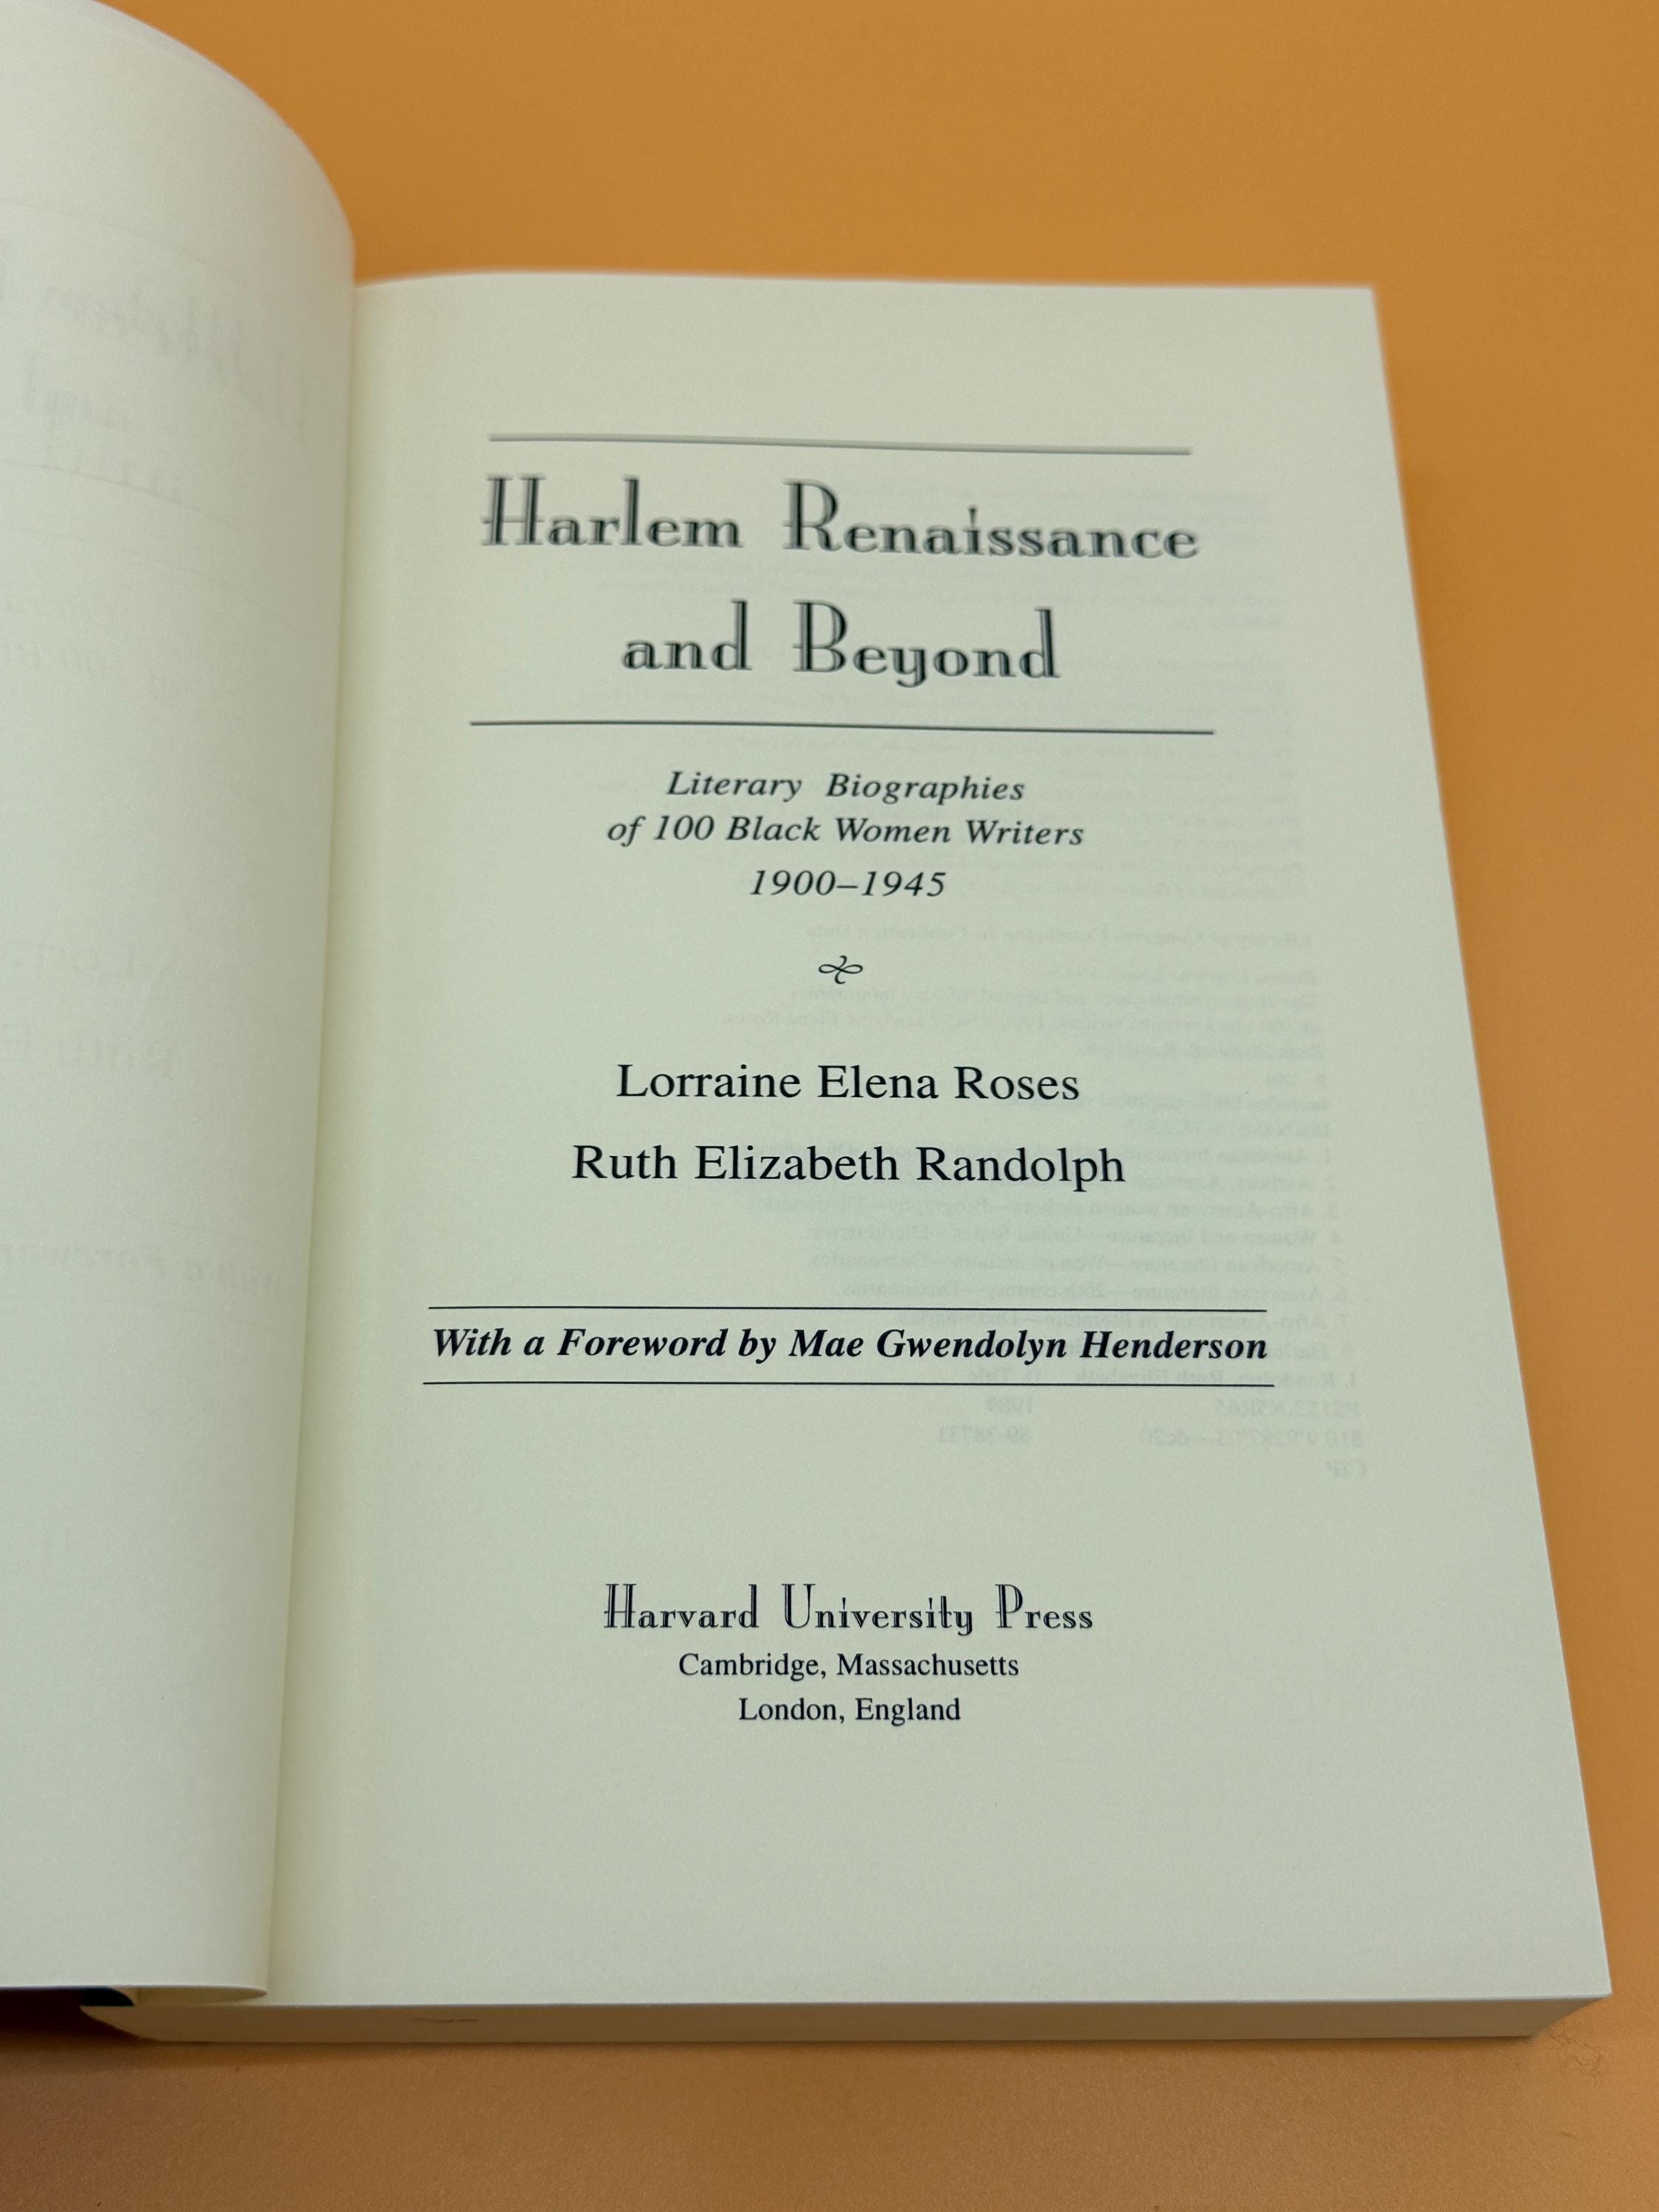 Harlem Renaissance
and Beyond
Literary Biographies
of 100 Black Women Writers
1900–1945
Lorraine Elena Roses
Ruth Elizabeth Randolph
With a Foreword by Mae Gwendolyn Henderson
Harvard University Press
Cambridge, Massachusetts
London, England